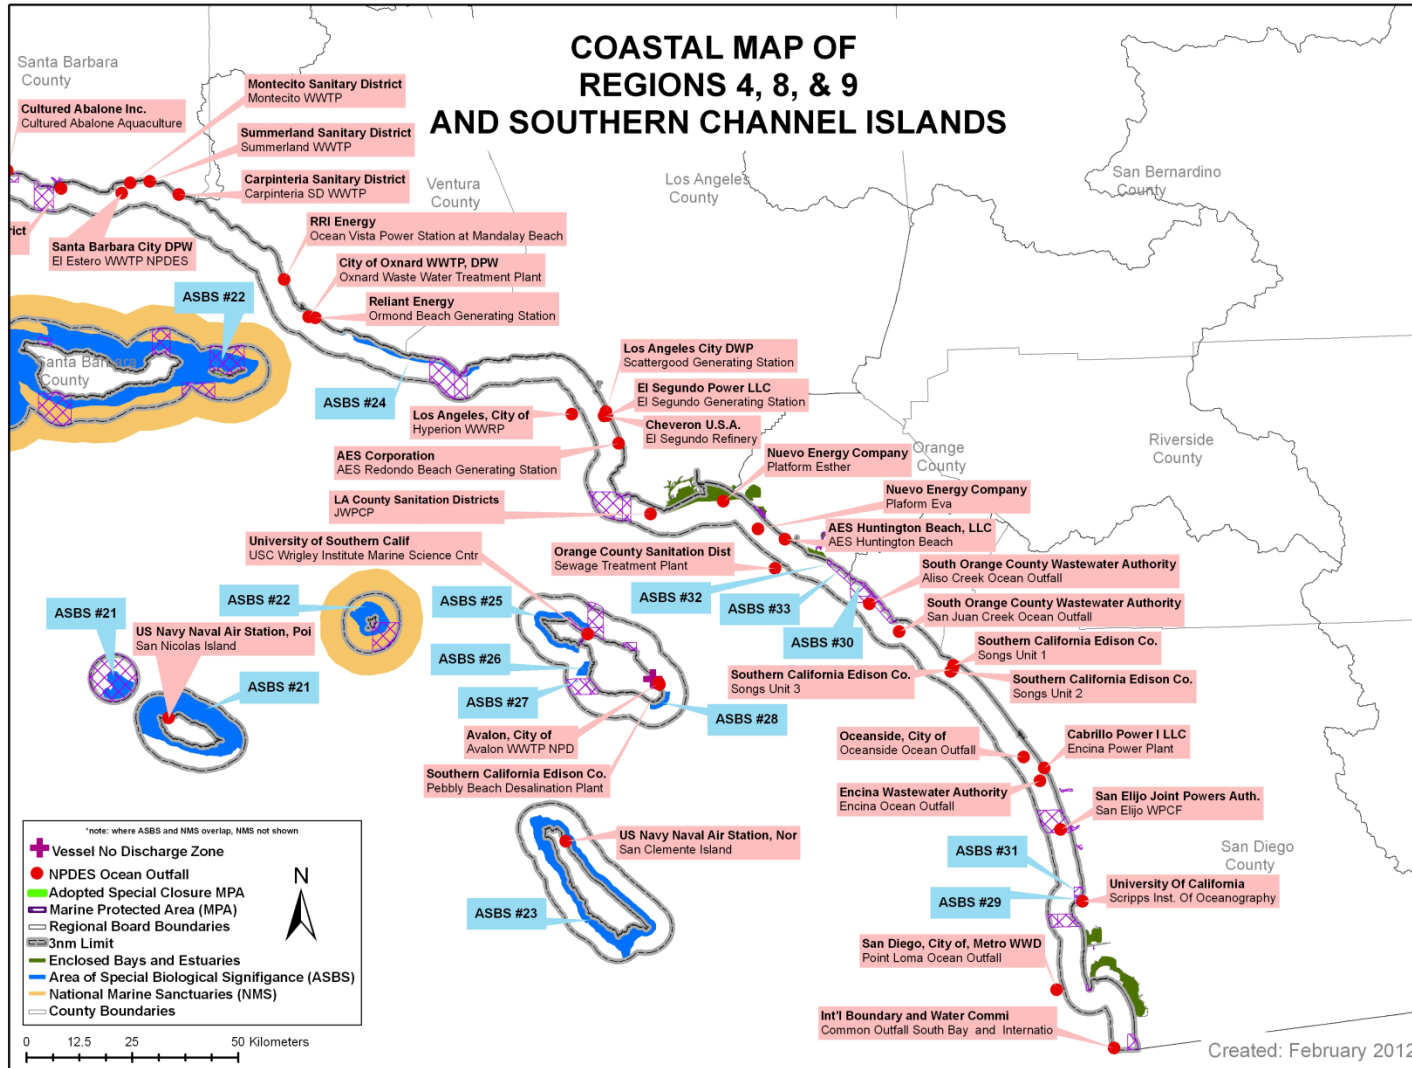 COASTAL MAP OF
REGIONS 4, 8, & 9
AND SOUTHERN CHANNEL ISLANDS
Santa Barbara
County
Cultured Abalone Inc.
Cultured Abalone Aquaculture
Montecito Sanitary District
Montecito WWTP
Summerland Sanitary District
Summerland WWTP
Carpinteria Sanitary District
Carpinteria SD WWTP
Ventura
County
Los Angeles
County
San Bernardino
County
rict
Santa Barbara City DPW
El Estero WWTP NPDES
RRI Energy
Ocean Vista Power Station at Mandalay Beach
City of Oxnard WWTP, DPW
Oxnard Waste Water Treatment Plant
Reliant Energy
Ormond Beach Generating Station
ASBS #22
Santa Barbara
County
ASBS #24
Los Angeles City DWP
Scattergood Generating Station
El Segundo Power LLC
El Segundo Generating Station
Los Angeles, City of
Hyperion WWRP
Cheveron U.S.A.
El Segundo Refinery
AES Corporation
AES Redondo Beach Generating Station
Nuevo Energy Company
Platform Esther
Orange
County
Riverside
County
LA County Sanitation Districts
JWPCP
Nuevo Energy Company
Plaform Eva
University of Southern Calif
USC Wrigley Institute Marine Science Cntr
AES Huntington Beach, LLC
AES Huntington Beach
Orange County Sanitation Dist
Sewage Treatment Plant
South Orange County Wastewater Authority
Aliso Creek Ocean Outfall
ASBS #32
ASBS #33
ASBS #30
South Orange County Wastewater Authority
San Juan Creek Ocean Outfall
ASBS #21
ASBS #22
ASBS #25
US Navy Naval Air Station, Poi
San Nicolas Island
Southern California Edison Co.
Songs Unit 1
ASBS #26
Southern California Edison Co.
Songs Unit 3
Southern California Edison Co.
Songs Unit 2
ASBS #21
ASBS #27
ASBS #28
Avalon, City of
Avalon WWTP NPD
Oceanside, City of
Oceanside Ocean Outfall
Cabrillo Power I LLC
Encina Power Plant
Southern California Edison Co.
Pebbly Beach Desalination Plant
Encina Wastewater Authority
Encina Ocean Outfall
San Elijo Joint Powers Auth.
San Elijo WPCF
US Navy Naval Air Station, Nor
San Clemente Island
ASBS #31
San Diego
County
ASBS #29
University Of California
Scripps Inst. Of Oceanography
ASBS #23
San Diego, City of, Metro WWD
Point Loma Ocean Outfall
Int'l Boundary and Water Commi
Common Outfall South Bay and Internatio
*note: where ASBS and NMS overlap, NMS not shown
Vessel No Discharge Zone
NPDES Ocean Outfall
Adopted Special Closure MPA
Marine Protected Area (MPA)
Regional Board Boundaries
3nm Limit
Enclosed Bays and Estuaries
Area of Special Biological Signifigance (ASBS)
National Marine Sanctuaries (NMS)
County Boundaries
N
0 12.5 25 50 Kilometers
Created: February 2012